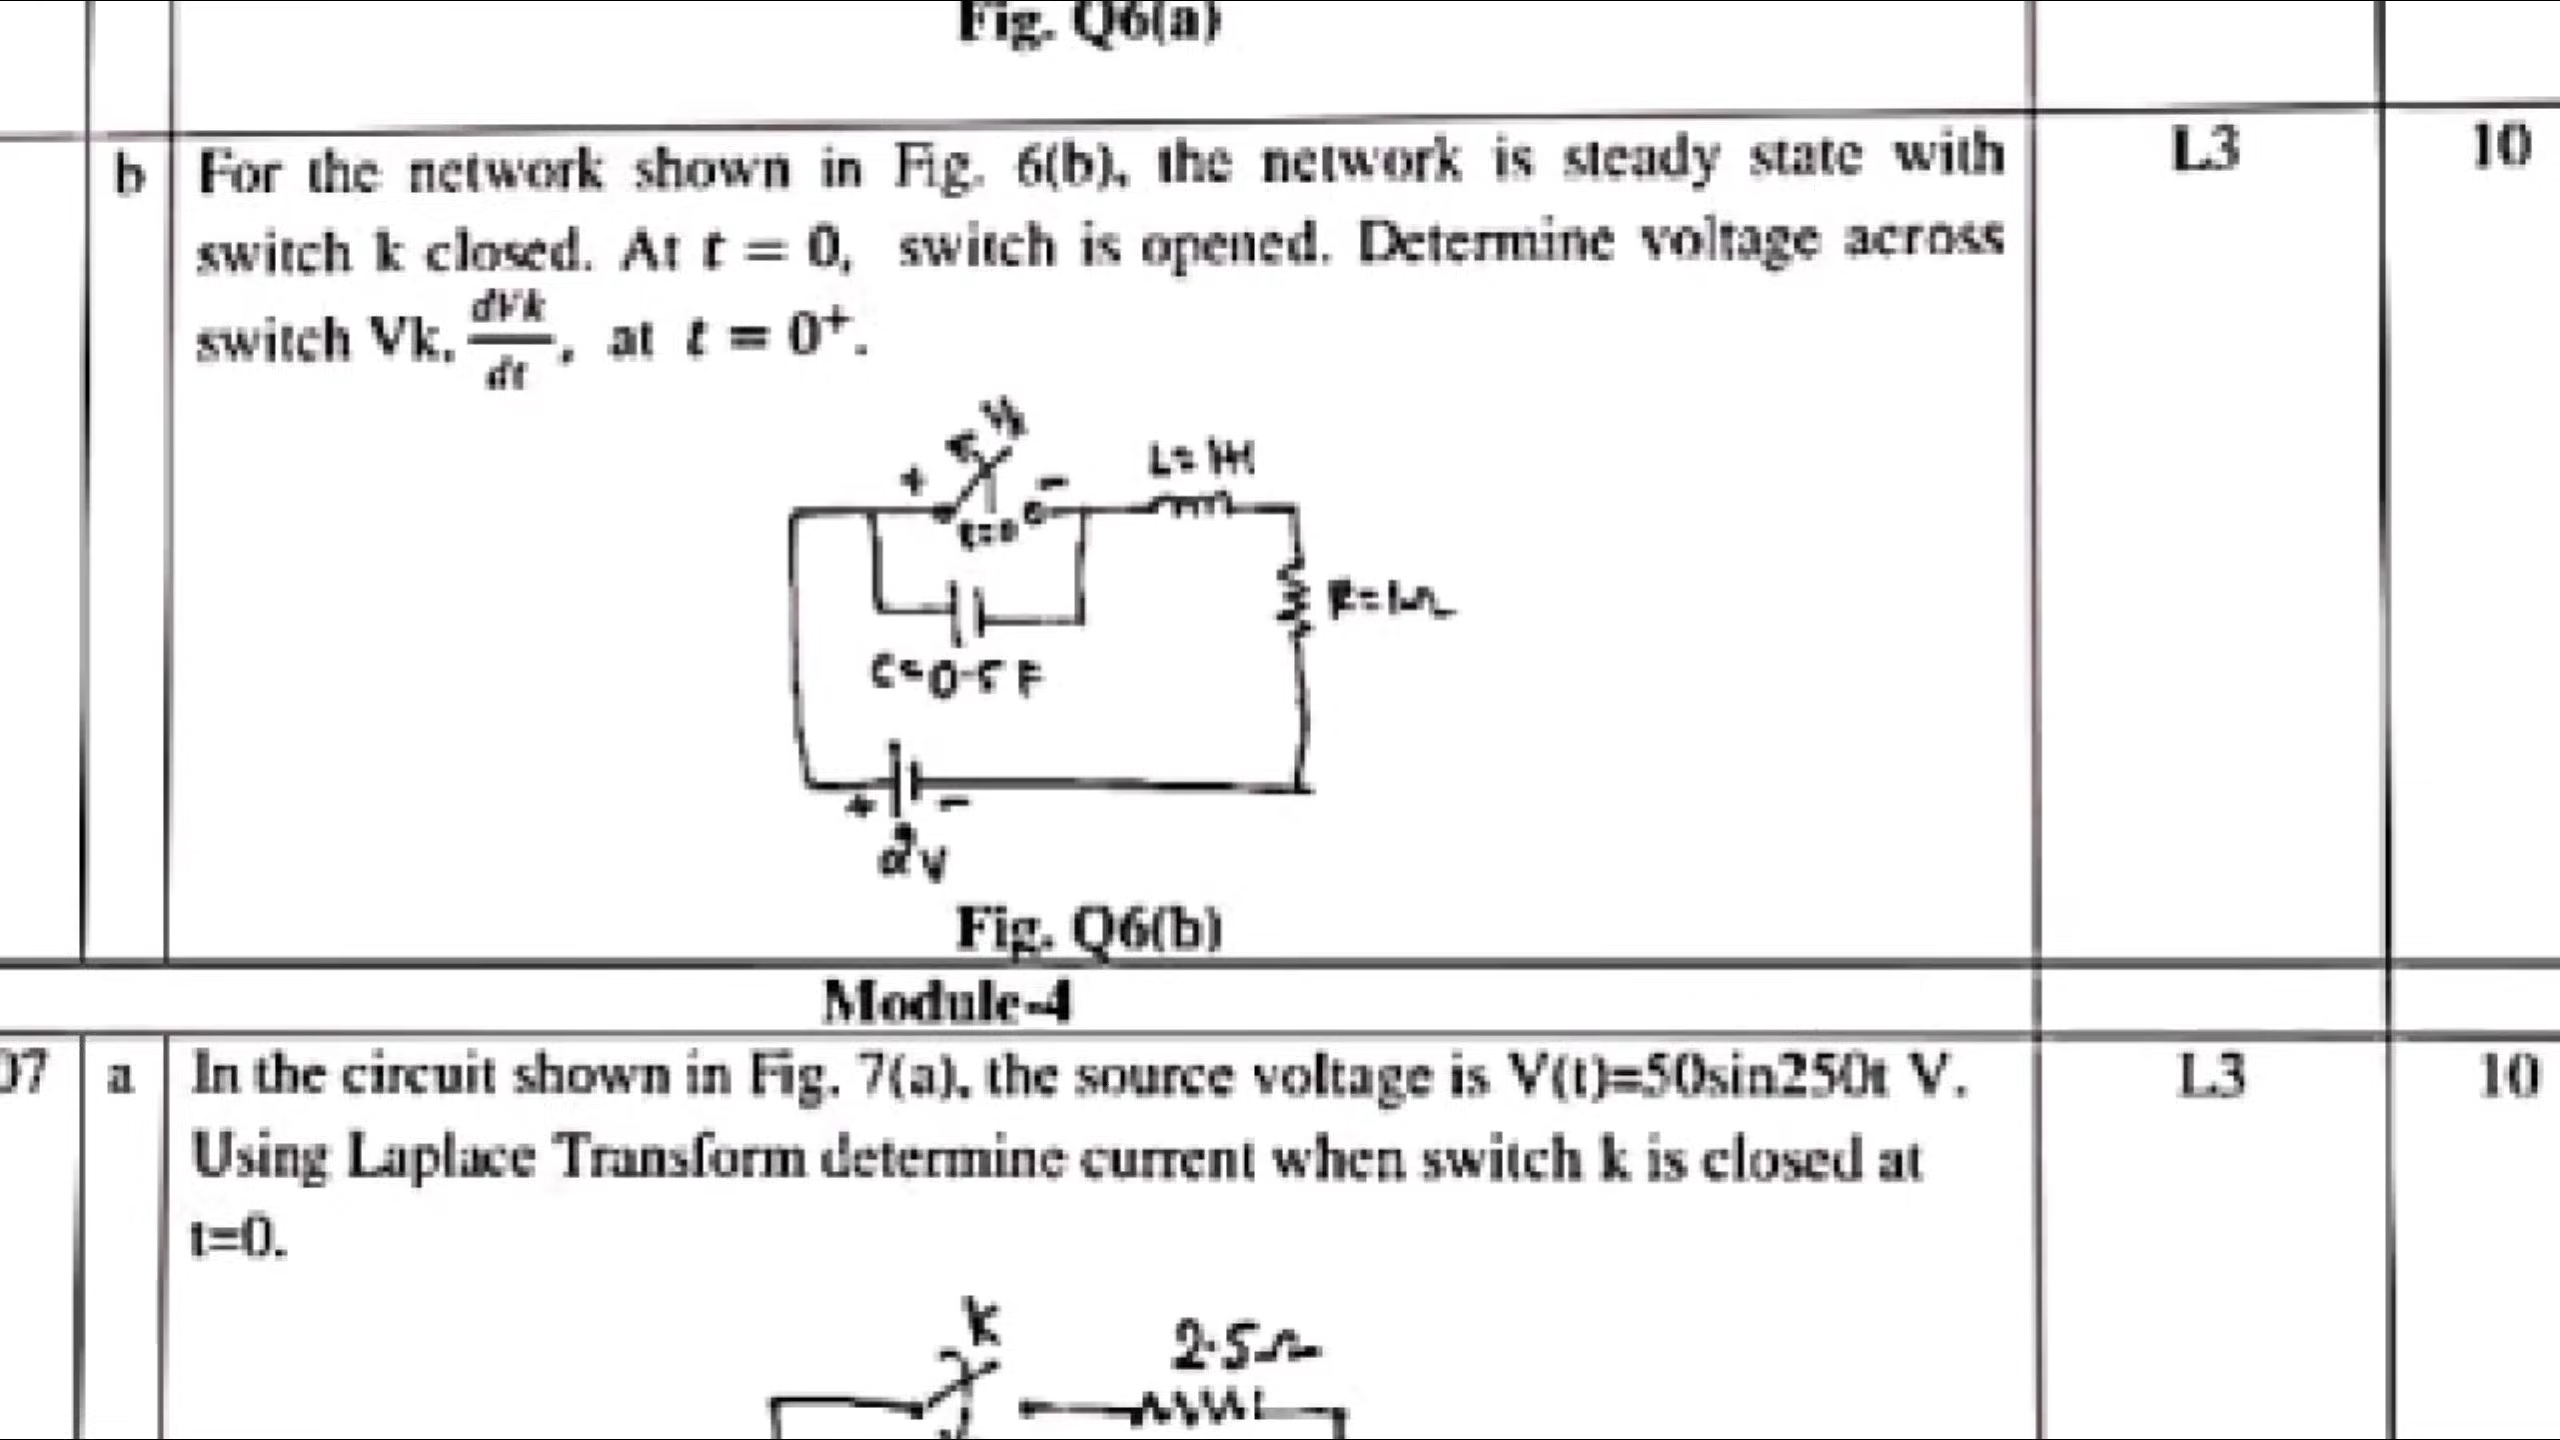 Fig. Q6(a)
b For the network shown in Fig. 6(b), the network is steady state with L3 10
switch k closed. At t = 0, switch is opened. Determine voltage across
switch Vk, dVk/dt, at t = 0⁺.
K Vk
+ - L= 1H
t=0
R=1Ω
C=0.5 F
+ -
2V
Fig. Q6(b)
Module-4
07 a In the circuit shown in Fig. 7(a), the source voltage is V(t)=50sin250t V. L3 10
Using Laplace Transform determine current when switch k is closed at
t=0.
K 2.5Ω